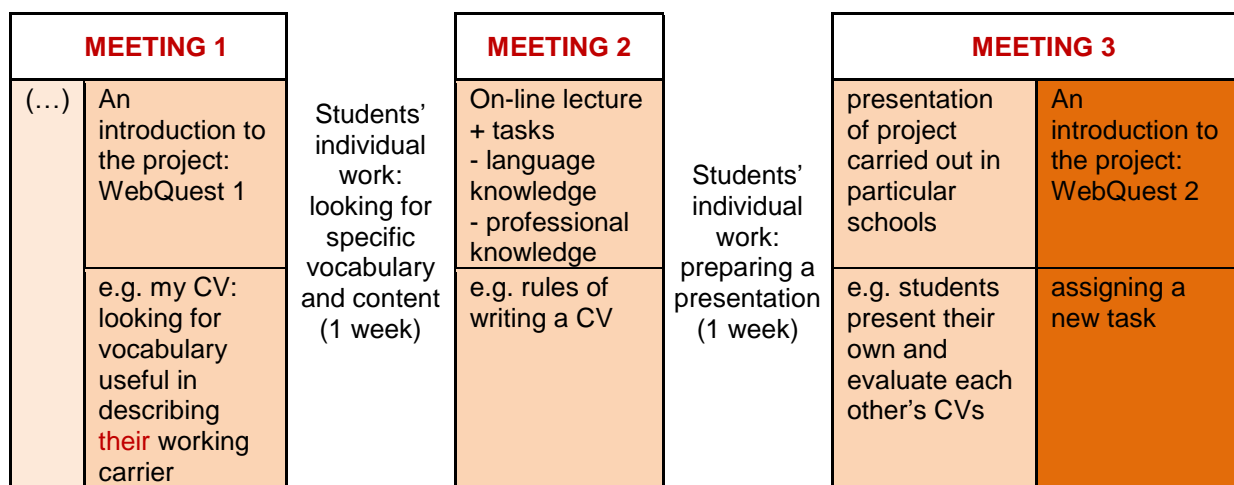 MEETING 1
(…)
An
introduction to
the project:
WebQuest 1
e.g. my CV:
looking for
vocabulary
useful in
describing
their working
carrier
Students’
individual
work:
looking for
specific
vocabulary
and content
(1 week)
MEETING 2
On-line lecture
+ tasks
- language
knowledge
- professional
knowledge
e.g. rules of
writing a CV
Students’
individual
work:
preparing a
presentation
(1 week)
MEETING 3
presentation
of project
carried out in
particular
schools
e.g. students
present their
own and
evaluate each
other’s CVs
An
introduction to
the project:
WebQuest 2
assigning a
new task